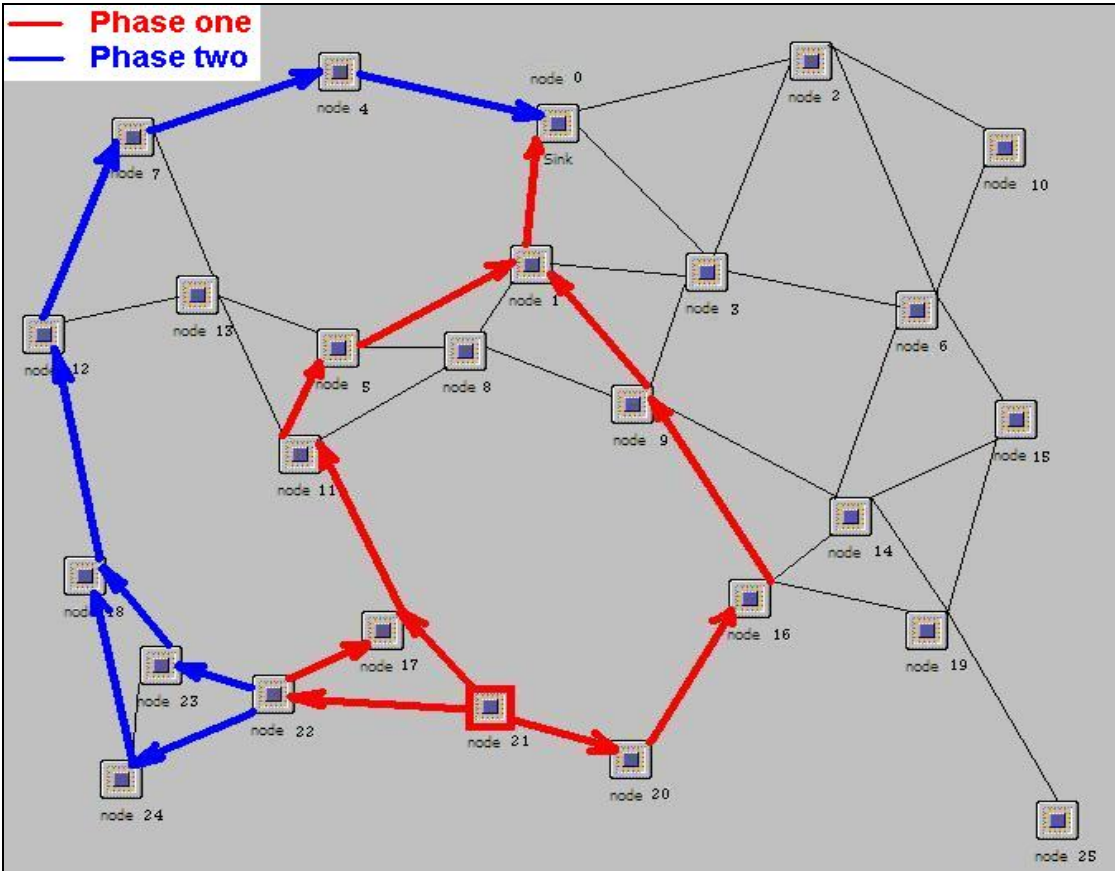 Phase one
Phase two
node 0
Sink
node 4
node 2
node 7
node 10
node 1
node 3
node 13
node 6
node 12
node 5
node 8
node 9
node 15
node 11
node 14
node 18
node 17
node 16
node 19
node 23
node 22
node 21
node 20
node 24
node 25